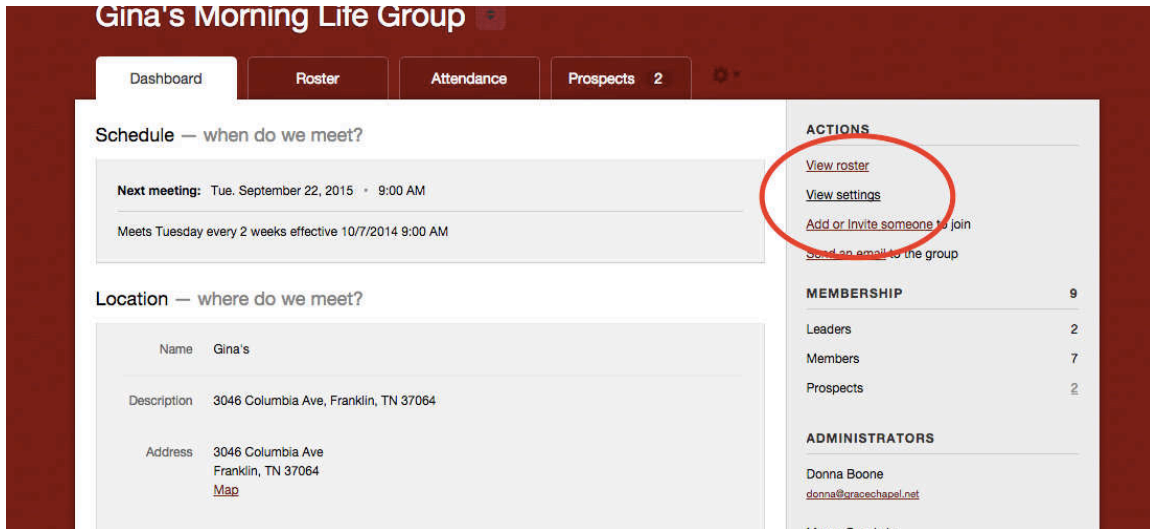 Gina's Morning Life Group
Dashboard
Roster
Attendance
Prospects 2
Schedule — when do we meet?
Next meeting: Tue. September 22, 2015 • 9:00 AM
Meets Tuesday every 2 weeks effective 10/7/2014 9:00 AM
Location — where do we meet?
Name Gina's
Description 3046 Columbia Ave, Franklin, TN 37064
Address 3046 Columbia Ave
Franklin, TN 37064
Map
ACTIONS
View roster
View settings
Add or Invite someone to join
Send an email to the group
MEMBERSHIP 9
Leaders 2
Members 7
Prospects 2
ADMINISTRATORS
Donna Boone
donna@gracechapel.net